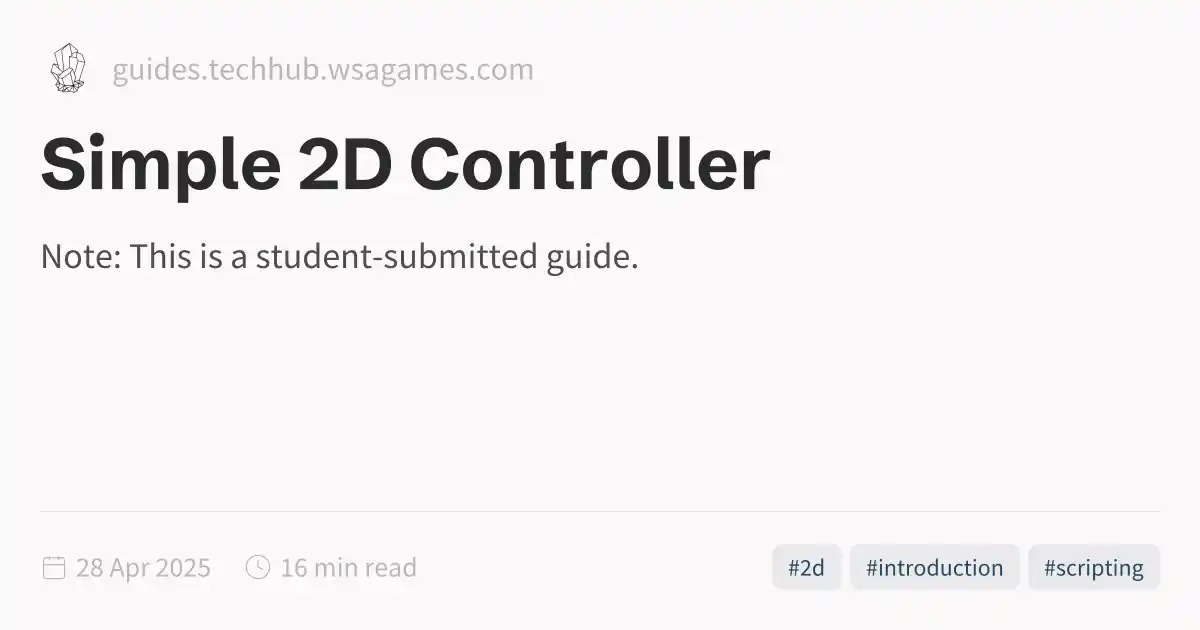 guides.techhub.wsagames.com
Simple 2D Controller
Note: This is a student-submitted guide.
28 Apr 2025 16 min read #2d #introduction #scripting